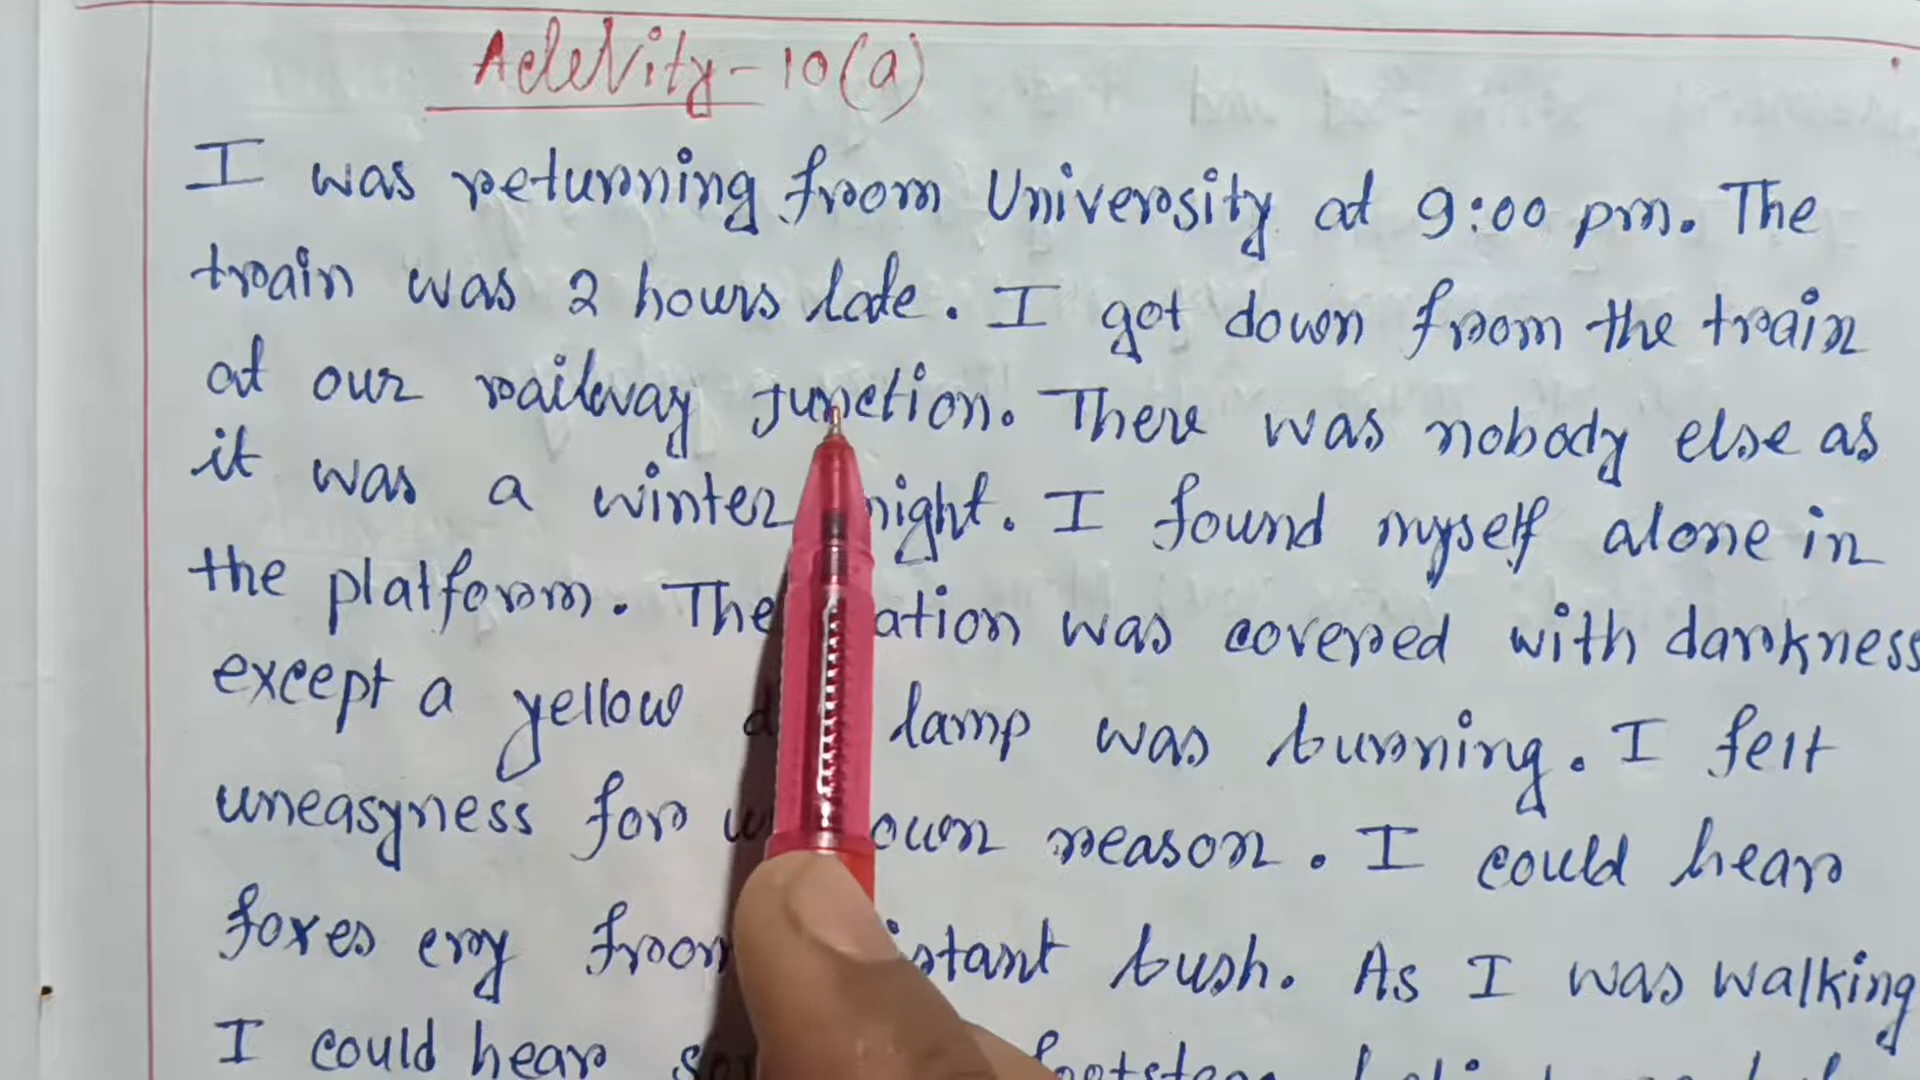 Activity-10(a)
I was returning from University at 9:00 pm. The
train was 2 hours late. I got down from the train
at our railway junction. There was nobody else as
it was a winter night. I found myself alone in
the platform. The ation was covered with darkness
except a yellow lamp was burning. I felt
uneasyness for own reason. I could hear
foxes cry from istant bush. As I was walking
I could hear footsteps